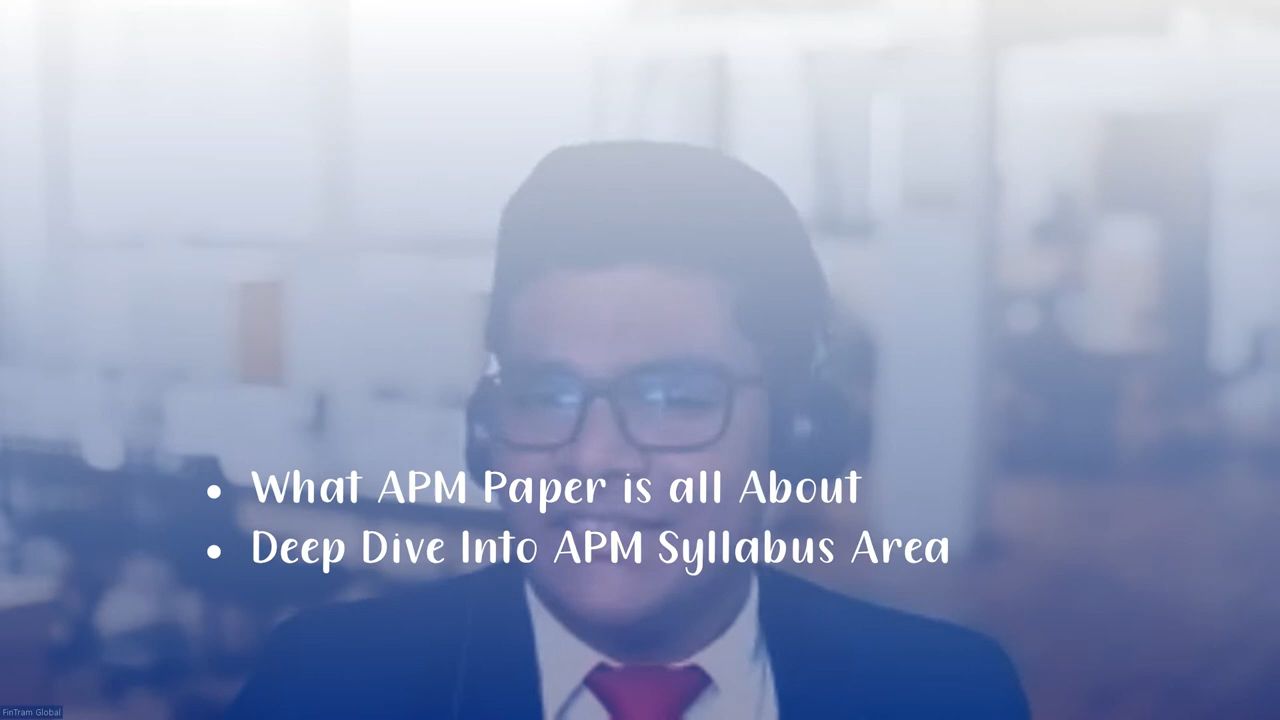 What APM Paper is all About
Deep Dive Into APM Syllabus Area
FinTram Global